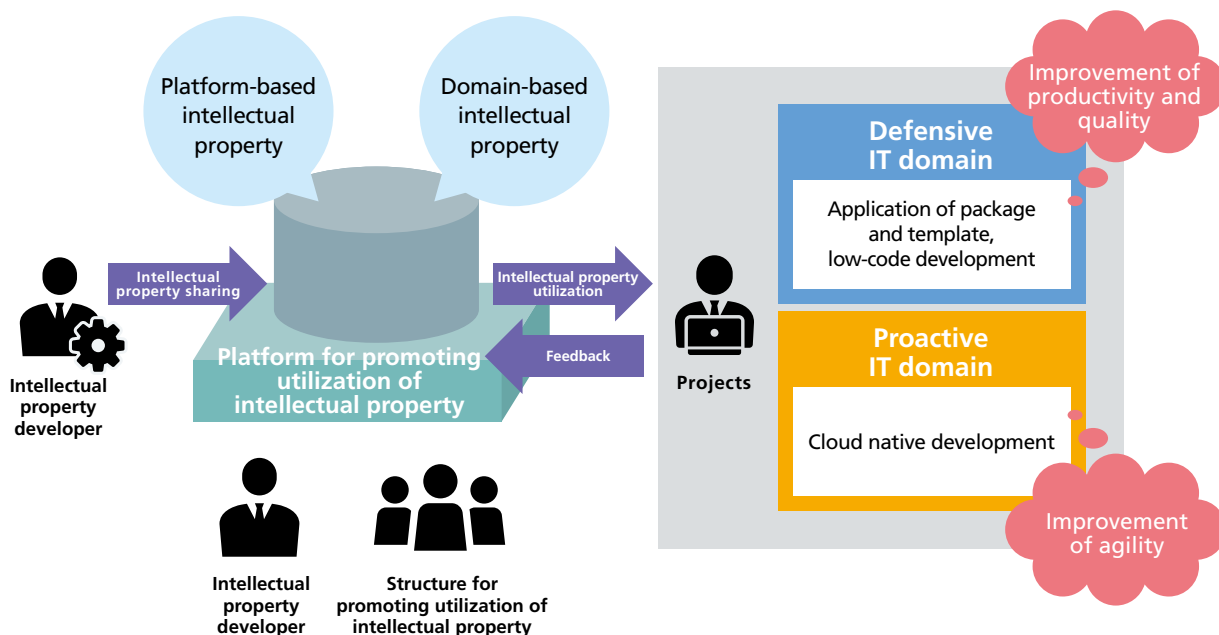 Platform-based
intellectual
property
Domain-based
intellectual
property
Intellectual
property sharing
Intellectual property
utilization
Feedback
Platform for promoting
utilization of
intellectual property
Intellectual
property
developer
Intellectual
property
developer
Structure for
promoting utilization of
intellectual property
Projects
Defensive
IT domain
Application of package
and template,
low-code development
Proactive
IT domain
Cloud native development
Improvement of
productivity and
quality
Improvement
of agility